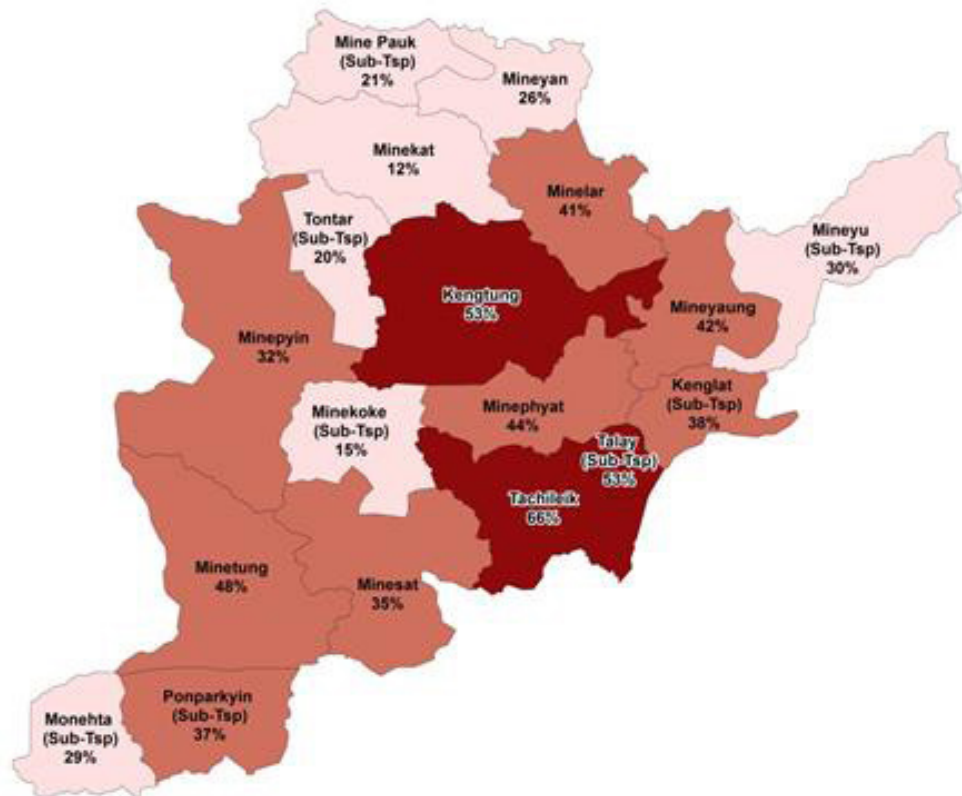 Mine Pauk
(Sub-Tsp)
21%
Mineyan
26%
Minekat
12%
Minelar
41%
Tontar
(Sub-Tsp)
20%
Mineyu
(Sub-Tsp)
30%
Kengtung
53%
Mineyaung
42%
Minepyin
32%
Minekoke
(Sub-Tsp)
15%
Minephyat
44%
Kenglat
(Sub-Tsp)
38%
Talay
(Sub-Tsp)
53%
Tachileik
66%
Minetung
48%
Minesat
35%
Monehta
(Sub-Tsp)
29%
Ponparkyin
(Sub-Tsp)
37%